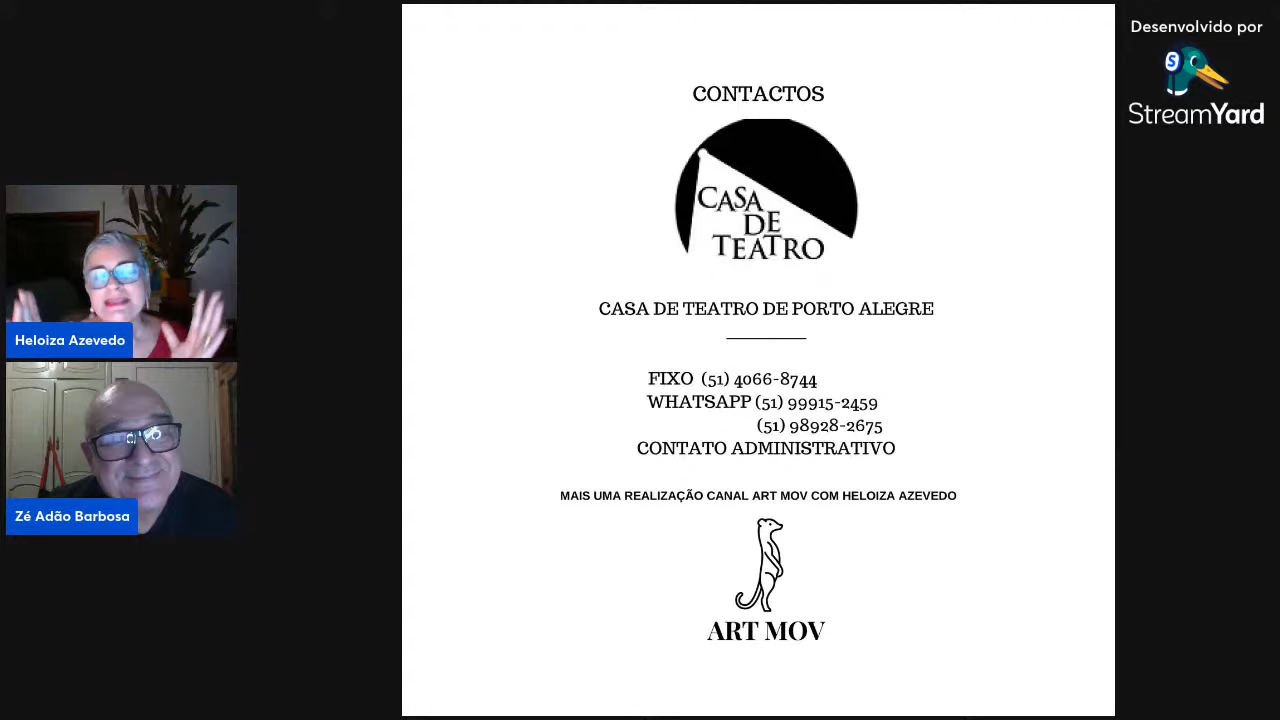 Desenvolvido por
StreamYard
CONTACTOS
CASA
DE
TEATRO
CASA DE TEATRO DE PORTO ALEGRE
FIXO (51) 4066-8744
WHATSAPP (51) 99915-2459
(51) 98928-2675
CONTATO ADMINISTRATIVO
MAIS UMA REALIZAÇÃO CANAL ART MOV COM HELOIZA AZEVEDO
ART MOV
Heloiza Azevedo
Zé Adão Barbosa